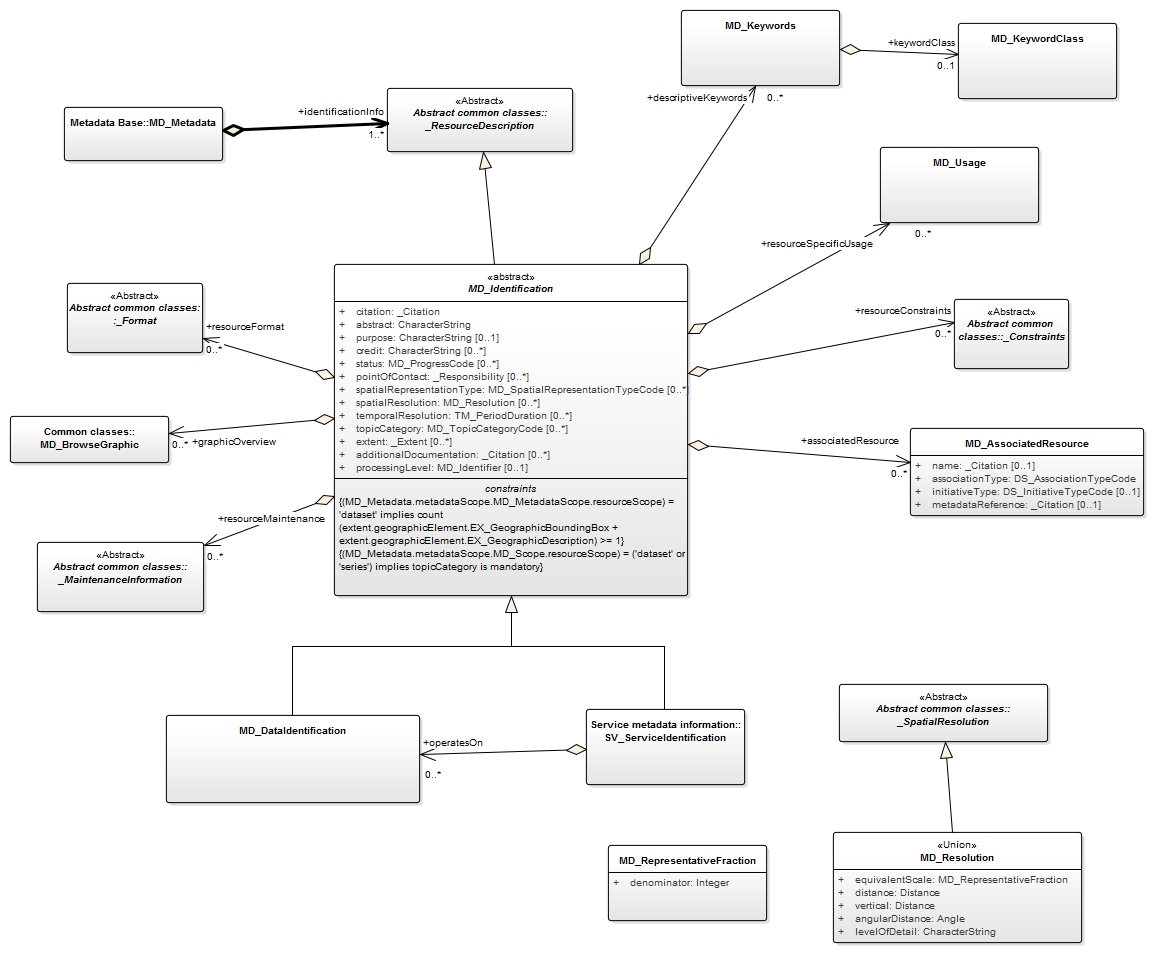 MD_Keywords
+keywordClass
0..1
MD_KeywordClass
+descriptiveKeywords
0..*
Metadata Base::MD_Metadata
+identificationInfo
1..*
«Abstract»
Abstract common classes::
_ResourceDescription
MD_Usage
+resourceSpecificUsage
0..*
«abstract»
MD_Identification
+ citation: _Citation
+ abstract: CharacterString
+ purpose: CharacterString [0..1]
+ credit: CharacterString [0..*]
+ status: MD_ProgressCode [0..*]
+ pointOfContact: _Responsibility [0..*]
+ spatialRepresentationType: MD_SpatialRepresentationTypeCode [0..*]
+ spatialResolution: MD_Resolution [0..*]
+ temporalResolution: TM_PeriodDuration [0..*]
+ topicCategory: MD_TopicCategoryCode [0..*]
+ extent: _Extent [0..*]
+ additionalDocumentation: _Citation [0..*]
+ processingLevel: MD_Identifier [0..1]
constraints
{(MD_Metadata.metadataScope.MD_MetadataScope.resourceScope) =
'dataset' implies count
(extent.geographicElement.EX_GeographicBoundingBox +
extent.geographicElement.EX_GeographicDescription) >= 1}
{(MD_Metadata.metadataScope.MD_Scope.resourceScope) = ('dataset' or
'series') implies topicCategory is mandatory}
«Abstract»
Abstract common classes:
:_Format
+resourceFormat
0..*
Common classes::
MD_BrowseGraphic
0..*
+graphicOverview
+resourceMaintenance
0..*
«Abstract»
Abstract common classes::
_MaintenanceInformation
+resourceConstraints
0..*
«Abstract»
Abstract common
classes::_Constraints
+associatedResource
0..*
MD_AssociatedResource
+ name: _Citation [0..1]
+ associationType: DS_AssociationTypeCode
+ initiativeType: DS_InitiativeTypeCode [0..1]
+ metadataReference: _Citation [0..1]
MD_DataIdentification
+operatesOn
0..*
Service metadata information::
SV_ServiceIdentification
«Abstract»
Abstract common classes::
_SpatialResolution
MD_RepresentativeFraction
+ denominator: Integer
«Union»
MD_Resolution
+ equivalentScale: MD_RepresentativeFraction
+ distance: Distance
+ vertical: Distance
+ angularDistance: Angle
+ levelOfDetail: CharacterString